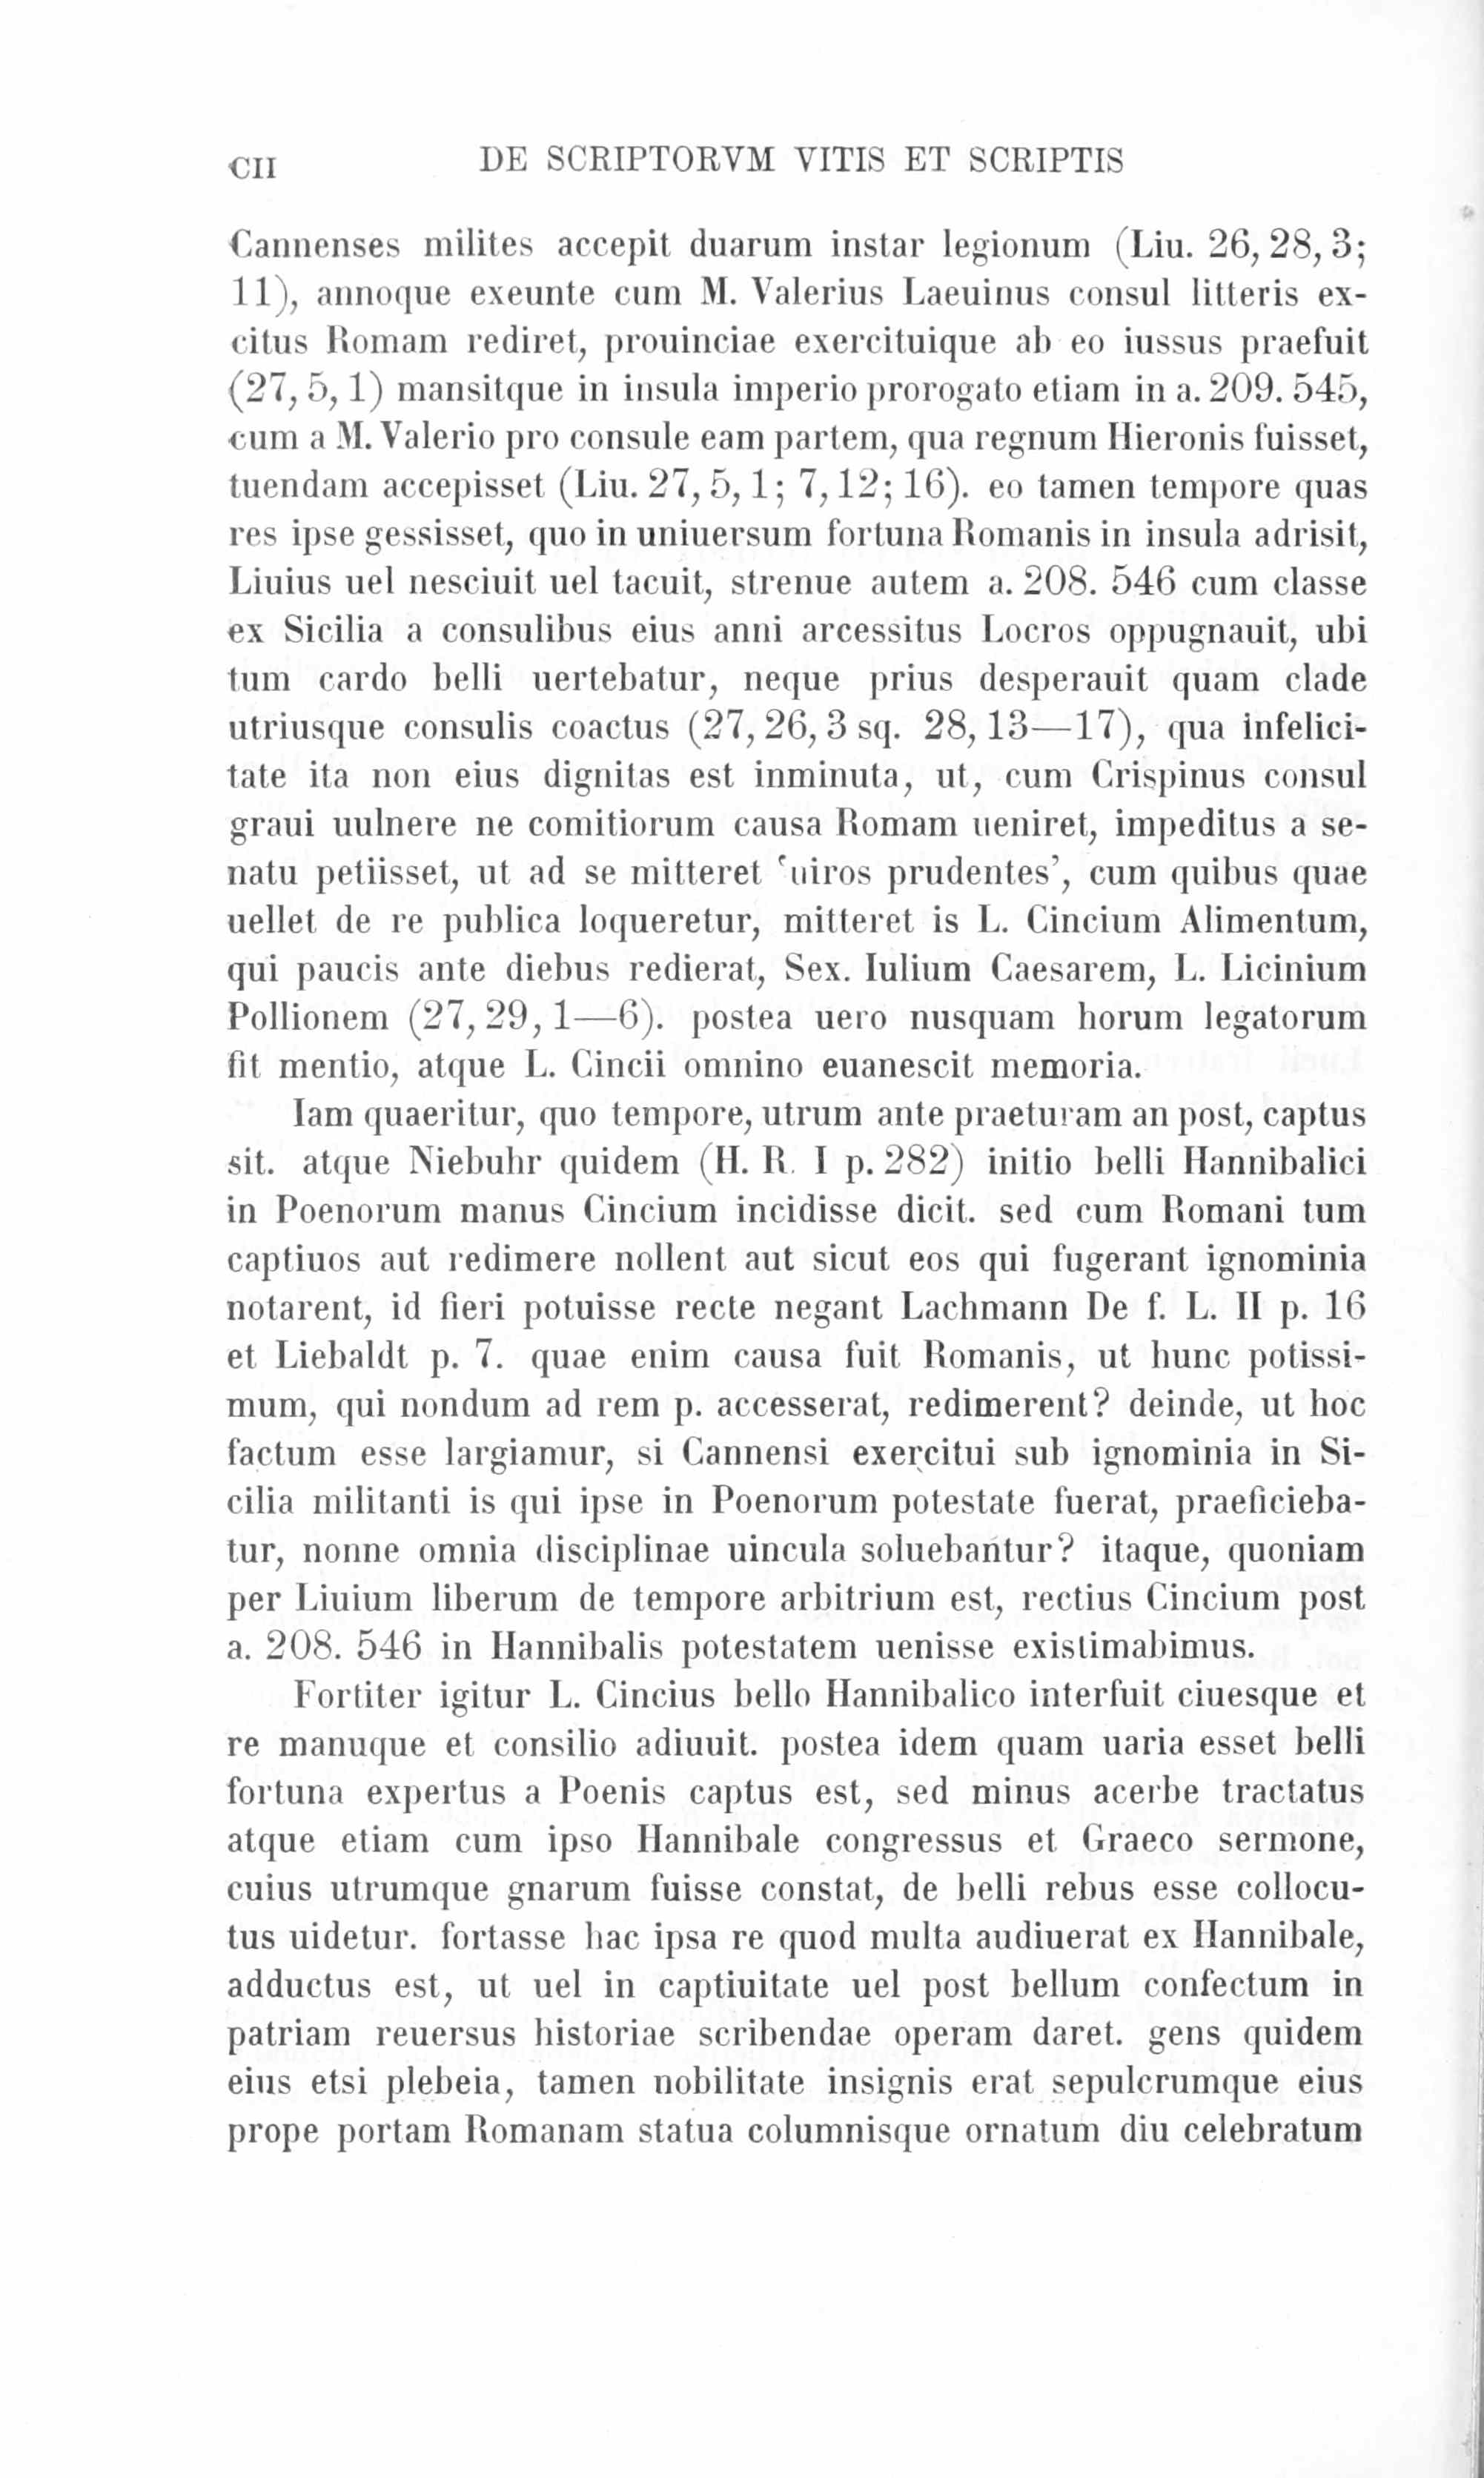 CII DE SCRIPTORVM VITIS ET SCRIPTIS
Cannenses milites accepit duarum instar legionum (Liu. 26, 28, 3;
11), annoque exeunte cum M. Valerius Laeuinus consul litteris ex-
citus Romam rediret, prouinciae exercituique ab eo iussus praefuit
(27, 5, 1) mansitque in insula imperio prorogato etiam in a. 209. 545,
cum a M. Valerio pro consule eam partem, qua regnum Hieronis fuisset,
tuendam accepisset (Liu. 27, 5, 1; 7, 12; 16). eo tamen tempore quas
res ipse gessisset, quo in uniuersum fortuna Romanis in insula adrisit,
Liuius uel nesciuit uel tacuit, strenue autem a. 208. 546 cum classe
ex Sicilia a consulibus eius anni arcessitus Locros oppugnauit, ubi
tum cardo belli uertebatur, neque prius desperauit quam clade
utriusque consulis coactus (27, 26, 3 sq. 28, 13—17), qua infelici-
tate ita non eius dignitas est inminuta, ut, cum Crispinus consul
graui uulnere ne comitiorum causa Romam ueniret, impeditus a se-
natu petiisset, ut ad se mitteret ‘uiros prudentes’, cum quibus quae
uellet de re publica loqueretur, mitteret is L. Cincium Alimentum,
qui paucis ante diebus redierat, Sex. Iulium Caesarem, L. Licinium
Pollionem (27, 29, 1—6). postea uero nusquam horum legatorum
fit mentio, atque L. Cincii omnino euanescit memoria.
Iam quaeritur, quo tempore, utrum ante praeturam an post, captus
sit. atque Niebuhr quidem (H. R. I p. 282) initio belli Hannibalici
in Poenorum manus Cincium incidisse dicit. sed cum Romani tum
captiuos aut redimere nollent aut sicut eos qui fugerant ignominia
notarent, id fieri potuisse recte negant Lachmann De f. L. II p. 16
et Liebaldt p. 7. quae enim causa fuit Romanis, ut hunc potissi-
mum, qui nondum ad rem p. accesserat, redimerent? deinde, ut hoc
factum esse largiamur, si Cannensi exercitui sub ignominia in Si-
cilia militanti is qui ipse in Poenorum potestate fuerat, praeficieba-
tur, nonne omnia disciplinae uincula soluebantur? itaque, quoniam
per Liuium liberum de tempore arbitrium est, rectius Cincium post
a. 208. 546 in Hannibalis potestatem uenisse existimabimus.
Fortiter igitur L. Cincius bello Hannibalico interfuit ciuesque et
re manuque et consilio adiuuit. postea idem quam uaria esset belli
fortuna expertus a Poenis captus est, sed minus acerbe tractatus
atque etiam cum ipso Hannibale congressus et Graeco sermone,
cuius utrumque gnarum fuisse constat, de belli rebus esse collocu-
tus uidetur. fortasse hac ipsa re quod multa audiuerat ex Hannibale,
adductus est, ut uel in captiuitate uel post bellum confectum in
patriam reuersus historiae scribendae operam daret. gens quidem
eius etsi plebeia, tamen nobilitate insignis erat sepulcrumque eius
prope portam Romanam statua columnisque ornatum diu celebratum